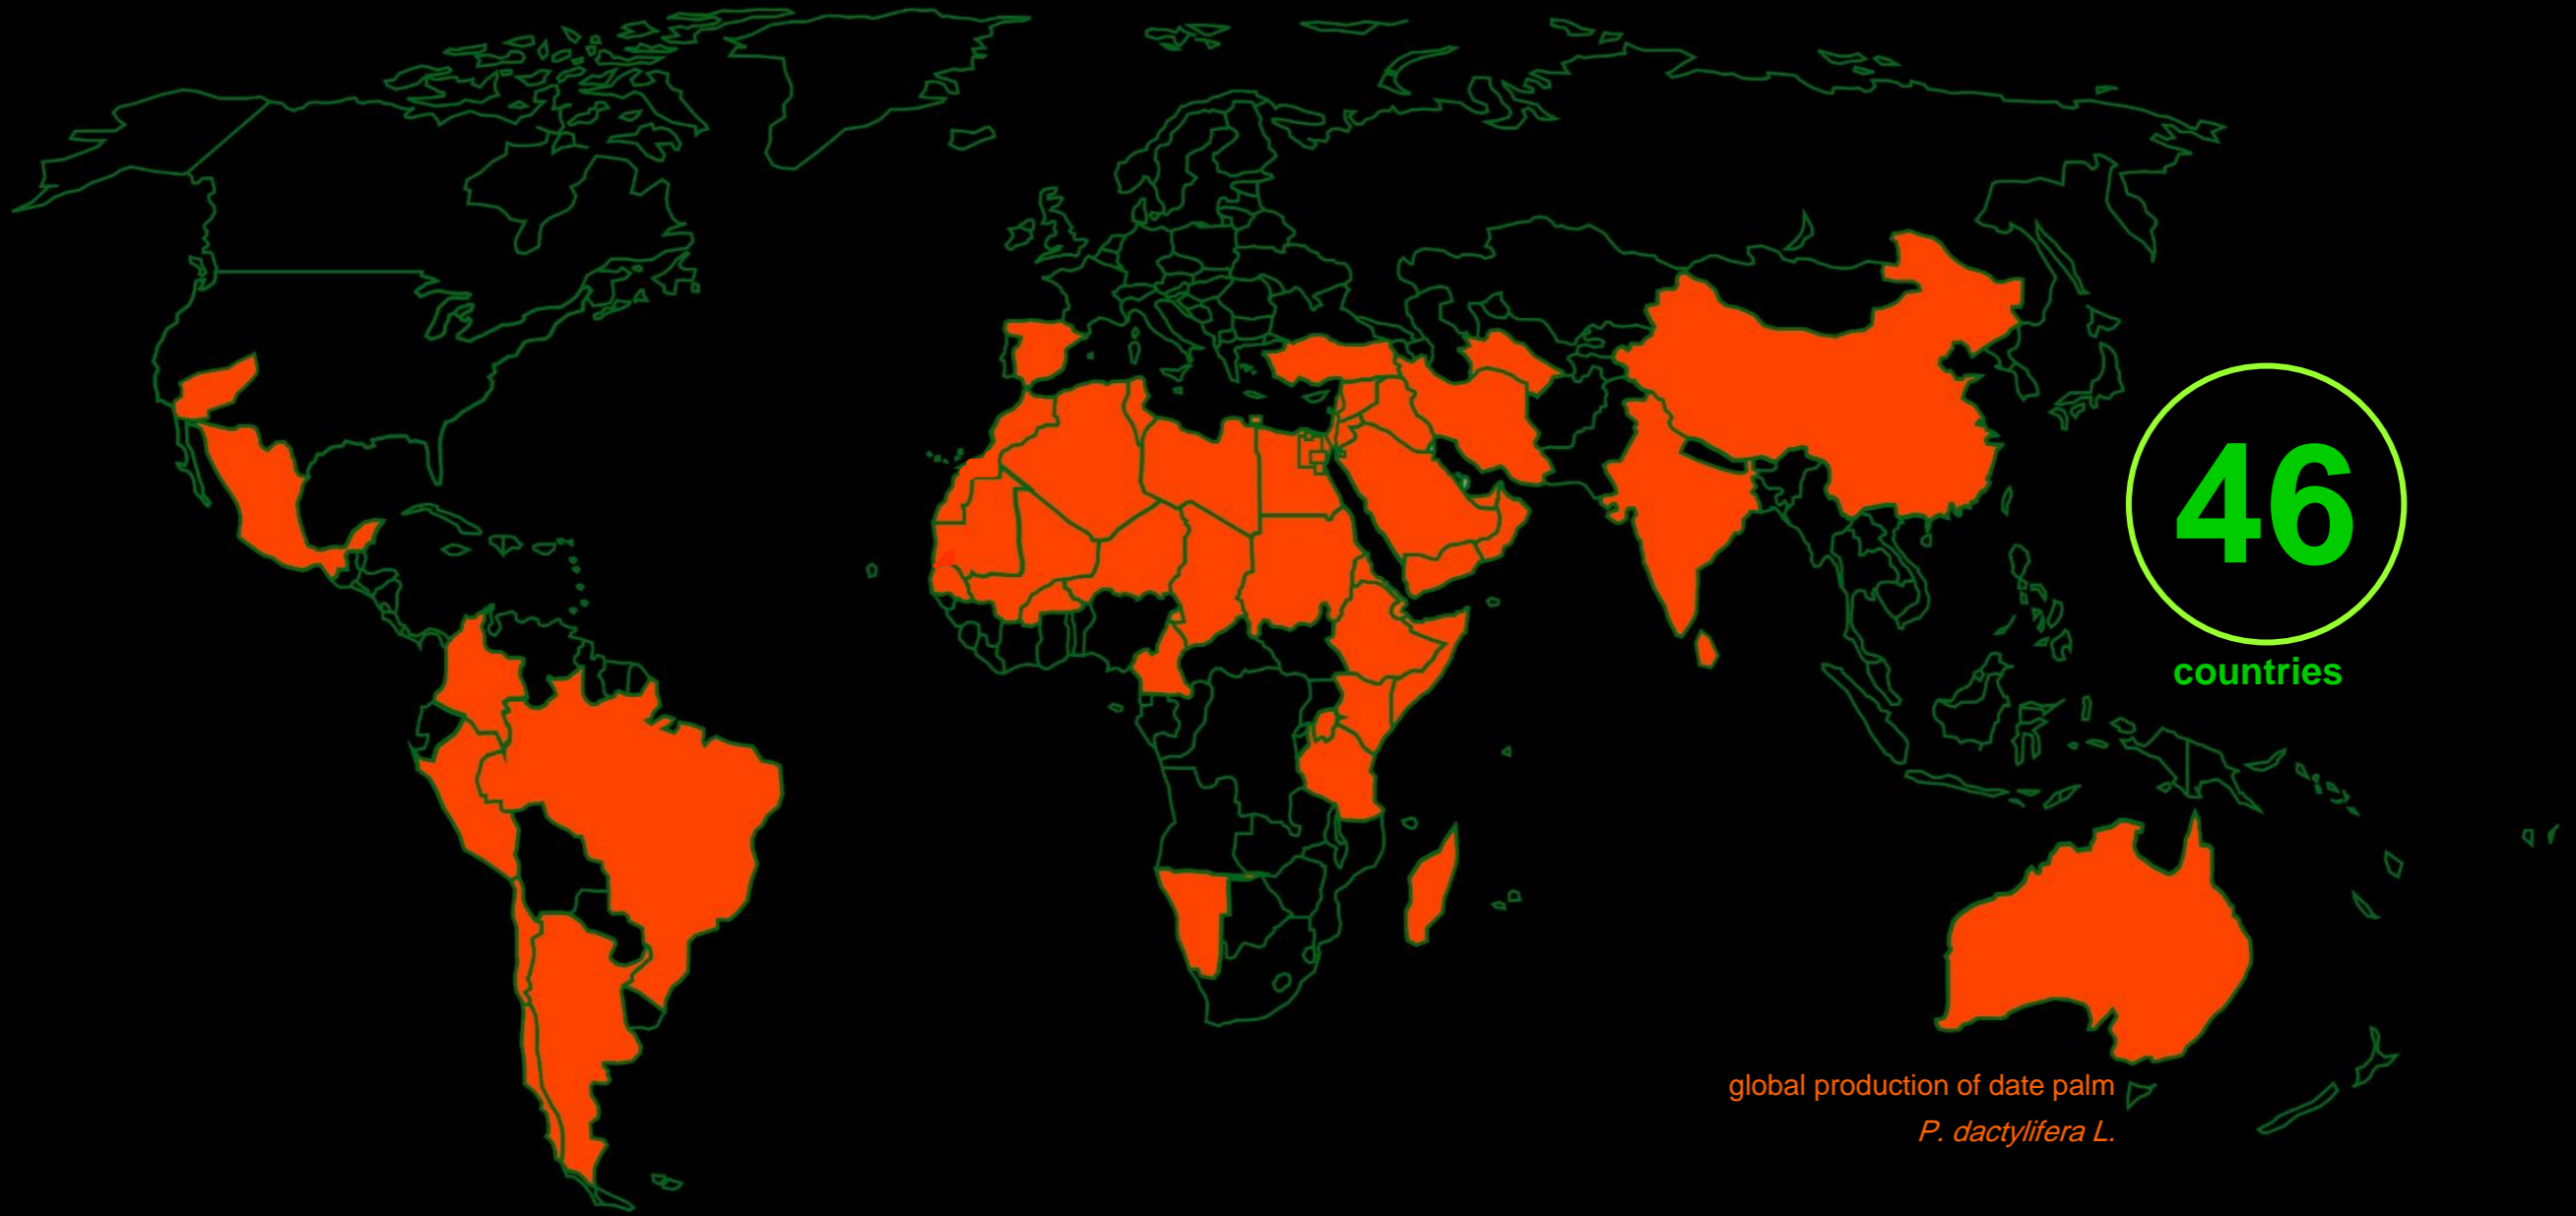 46
countries
global production of date palm
P. dactylifera L.